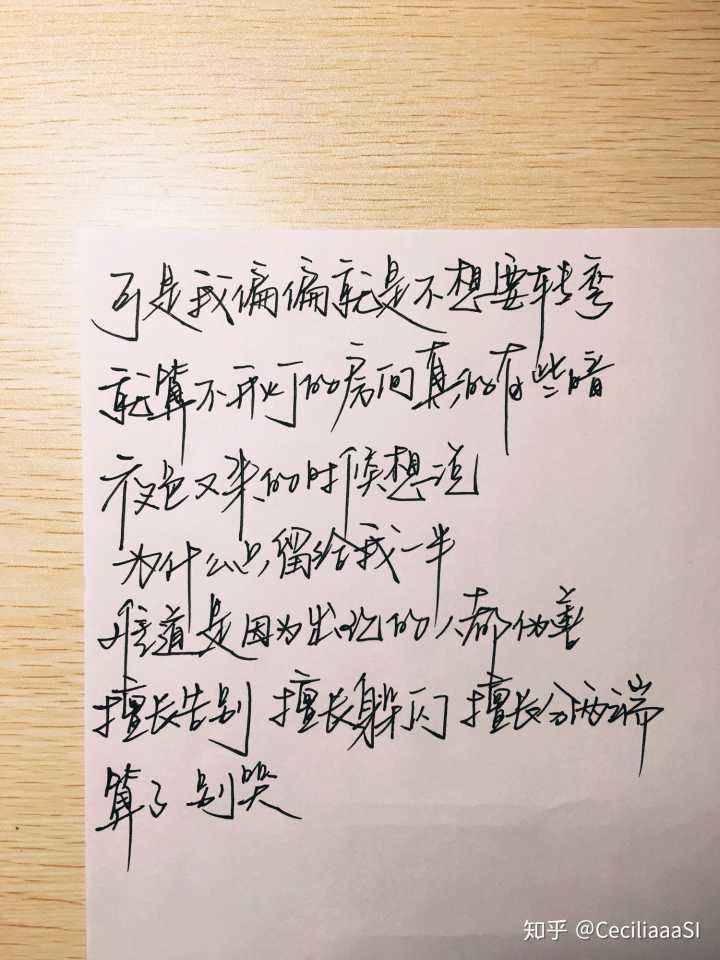 可是我偏偏就是不想要转弯
就算不开灯的房间真的有些暗
夜色又来的时候想说
为什么只留给我一半
难道是因为出现的人都伪善
擅长告别 擅长躲闪 擅长分两端
算了 别哭
知乎 @CeciliaaaSI